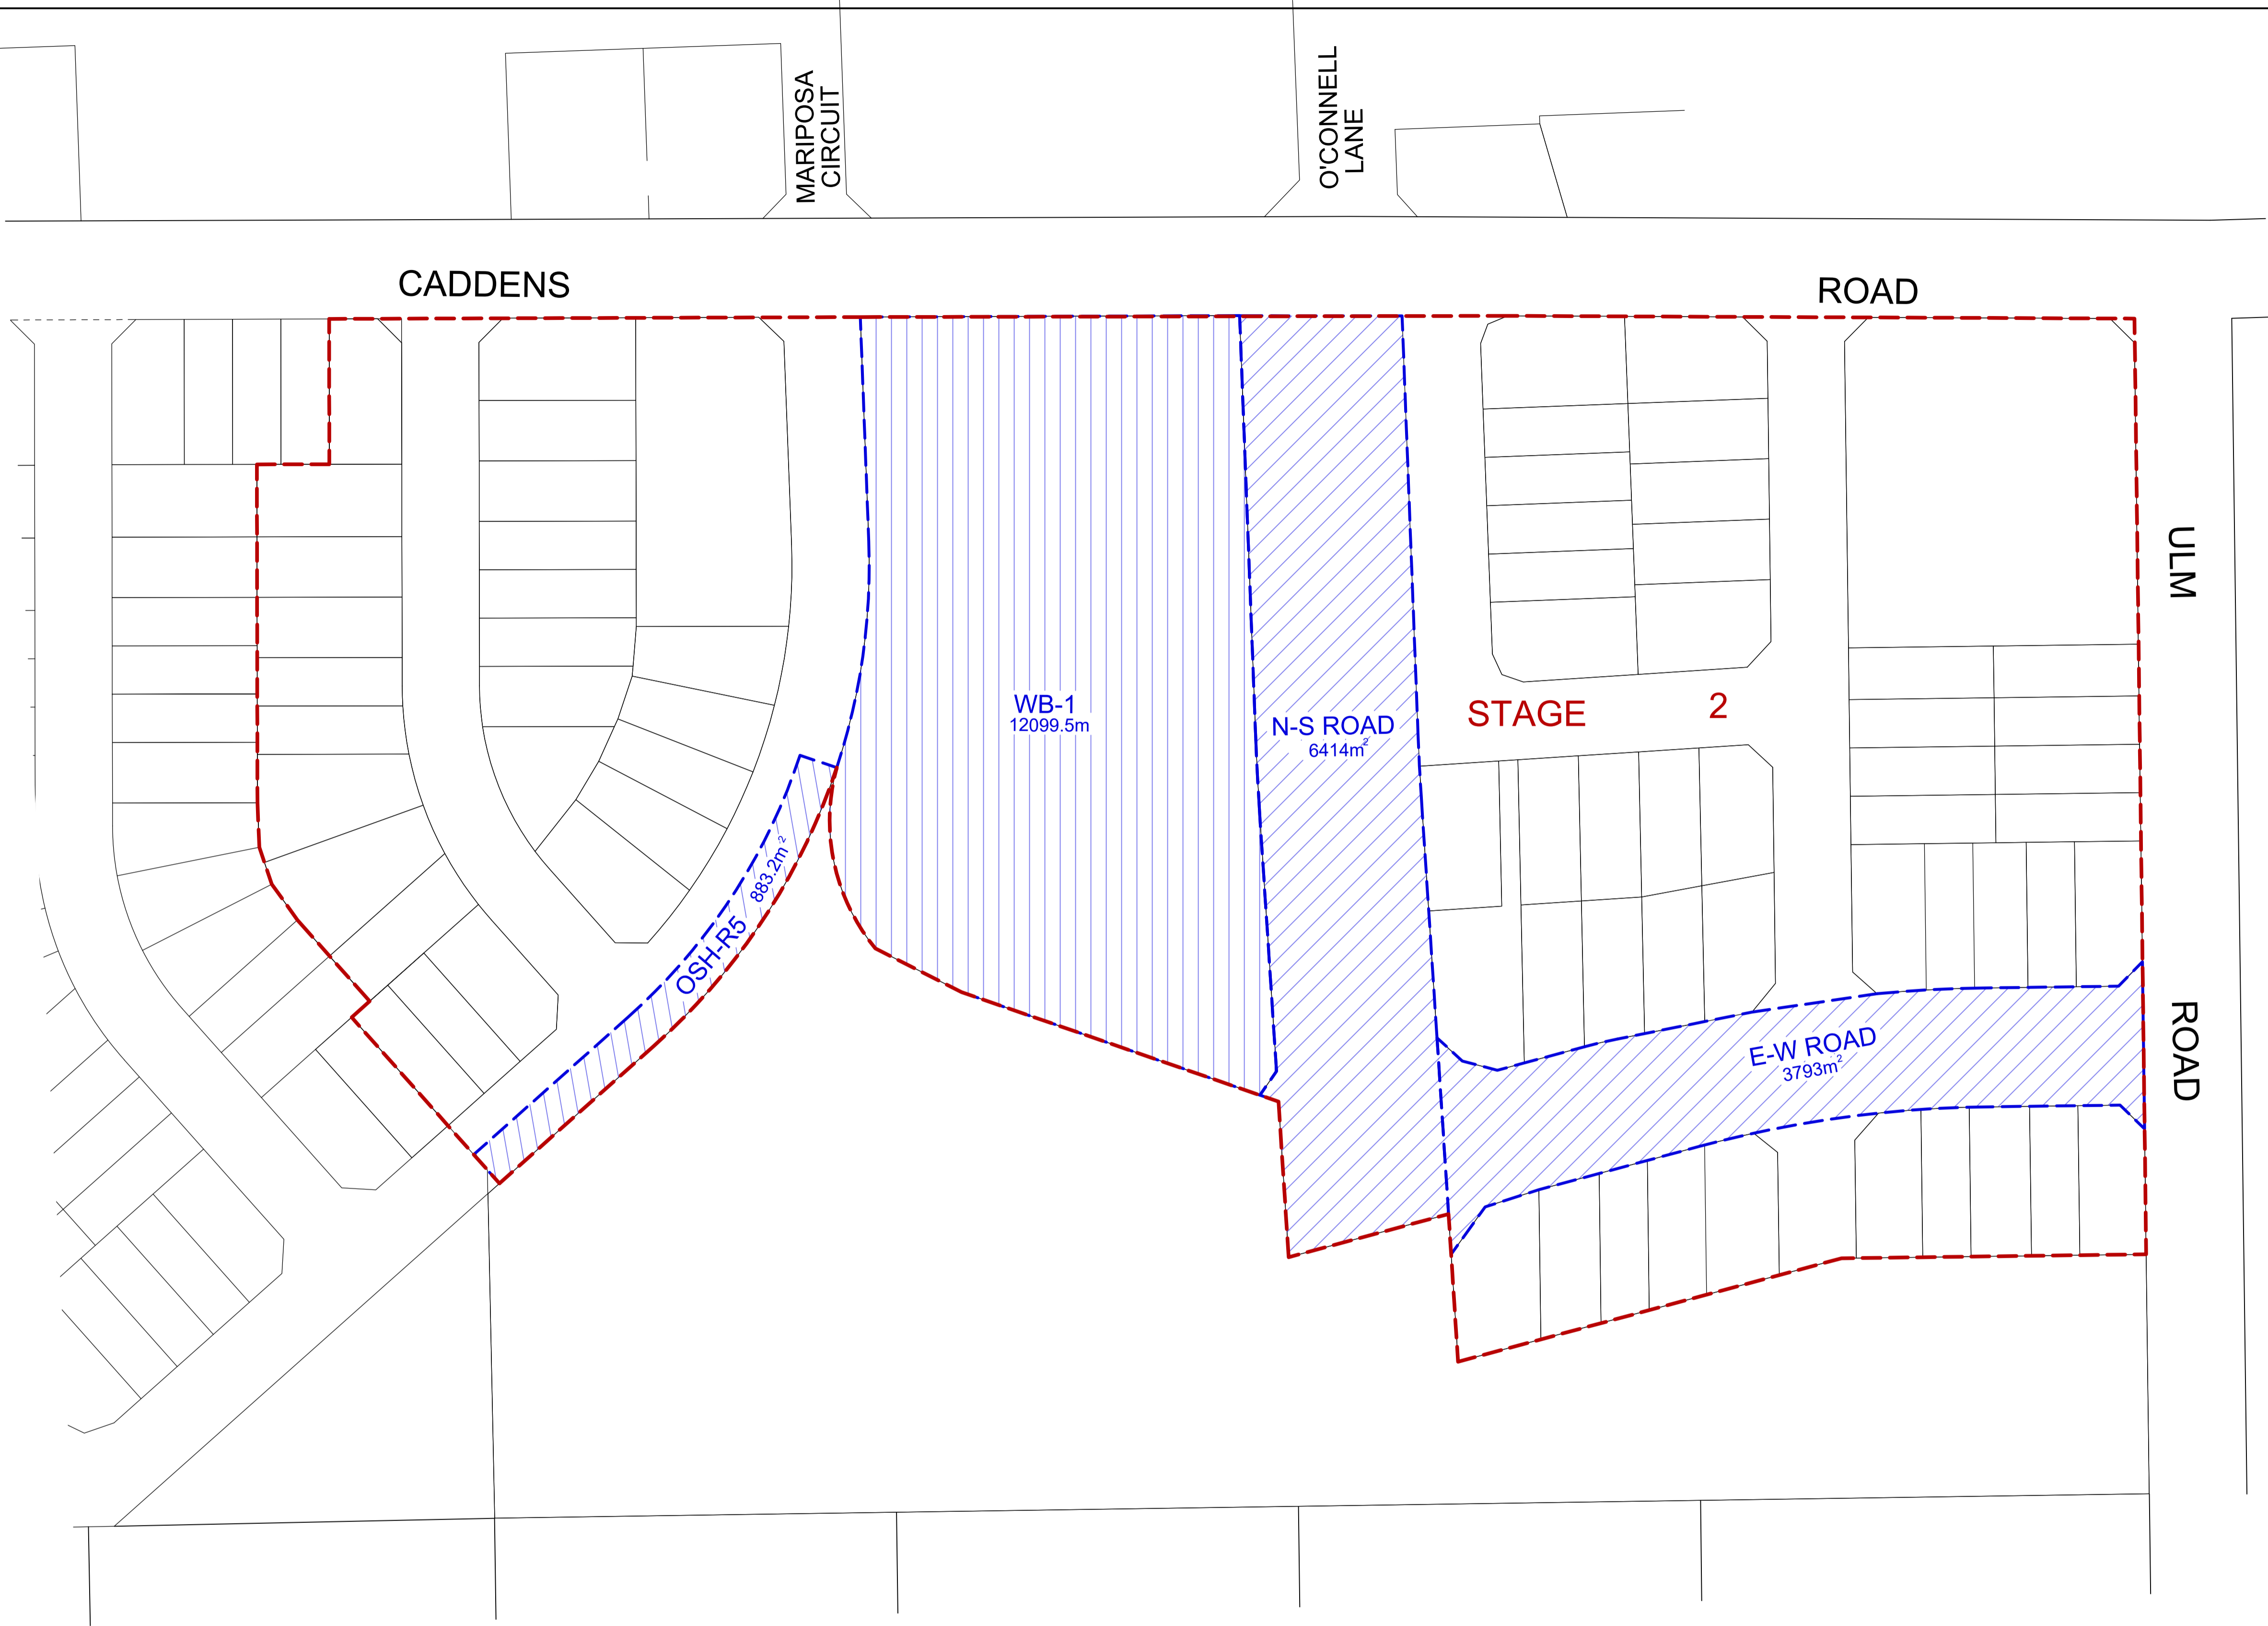 MARIPOSA
CIRCUIT
O'CONNELL
LANE
CADDENS
ROAD
ULM
ROAD
WB-1
12099.5m
N-S ROAD
6414m²
STAGE 2
OSH-R5 883.2m²
E-W ROAD
3793m²